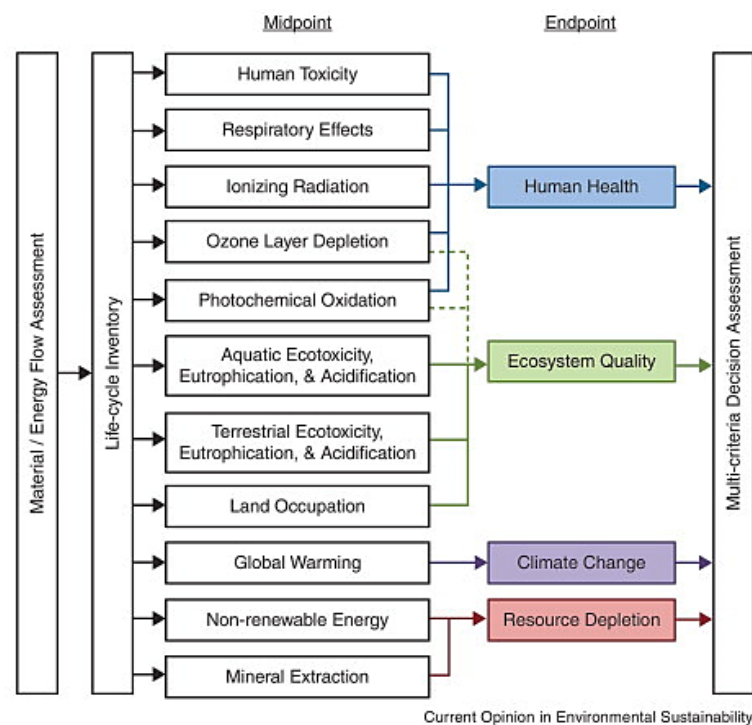 Midpoint
Endpoint
Material / Energy Flow Assessment
Life-cycle Inventory
Human Toxicity
Respiratory Effects
Ionizing Radiation
Ozone Layer Depletion
Photochemical Oxidation
Aquatic Ecotoxicity,
Eutrophication, & Acidification
Terrestrial Ecotoxicity,
Eutrophication, & Acidification
Land Occupation
Global Warming
Non-renewable Energy
Mineral Extraction
Human Health
Ecosystem Quality
Climate Change
Resource Depletion
Multi-criteria Decision Assessment
Current Opinion in Environmental Sustainability